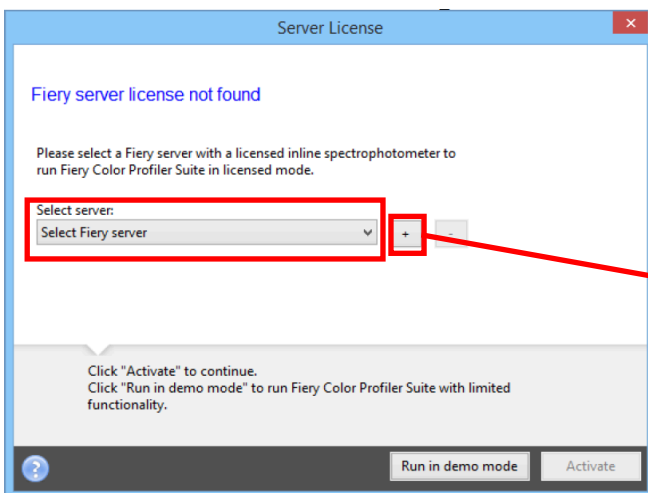 Server License
Fiery server license not found
Please select a Fiery server with a licensed inline spectrophotometer to
run Fiery Color Profiler Suite in licensed mode.
Select server:
Select Fiery server
+
-
Click "Activate" to continue.
Click "Run in demo mode" to run Fiery Color Profiler Suite with limited
functionality.
?
Run in demo mode
Activate